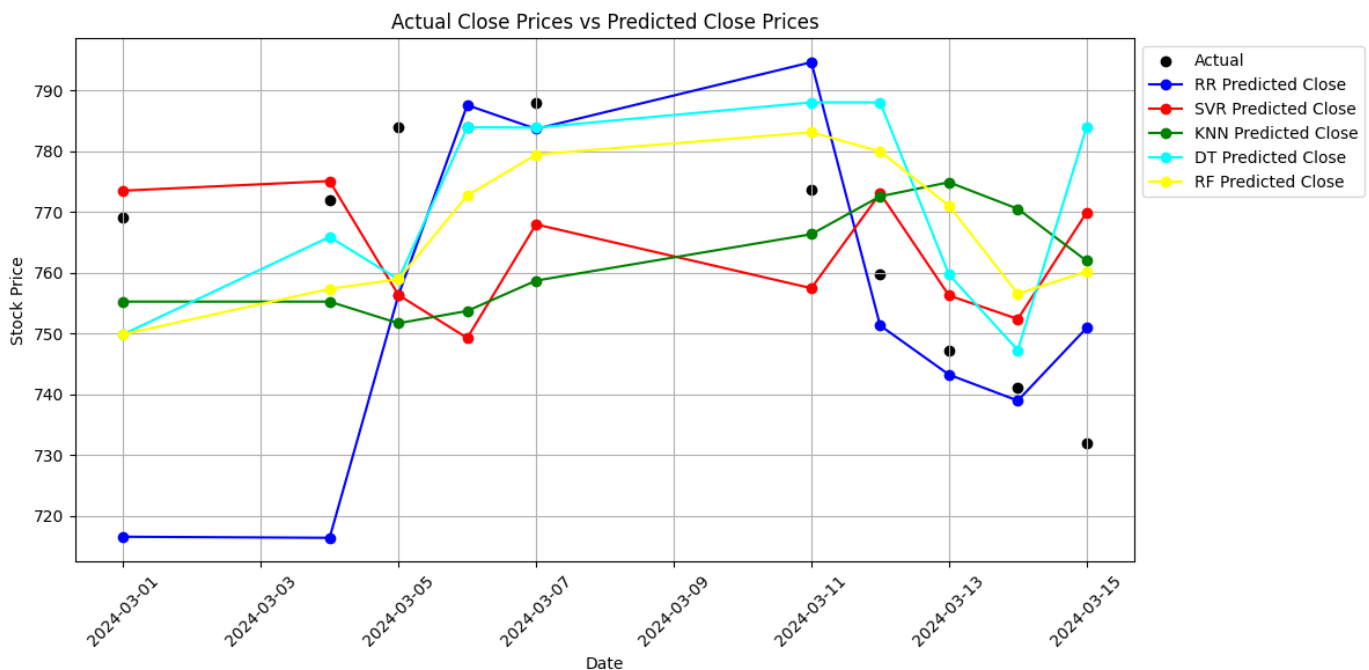 Actual Close Prices vs Predicted Close Prices
Stock Price
790
780
770
760
750
740
730
720
2024-03-01
2024-03-03
2024-03-05
2024-03-07
2024-03-09
2024-03-11
2024-03-13
2024-03-15
Date
Actual
RR Predicted Close
SVR Predicted Close
KNN Predicted Close
DT Predicted Close
RF Predicted Close